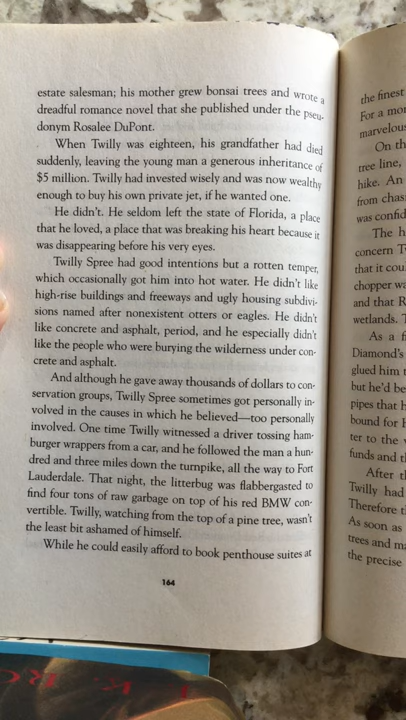 estate salesman; his mother grew bonsai trees and wrote a
dreadful romance novel that she published under the pseu-
donym Rosalee DuPont.
When Twilly was eighteen, his grandfather had died
suddenly, leaving the young man a generous inheritance of
$5 million. Twilly had invested wisely and was now wealthy
enough to buy his own private jet, if he wanted one.
He didn't. He seldom left the state of Florida, a place
that he loved, a place that was breaking his heart because it
was disappearing before his very eyes.
Twilly Spree had good intentions but a rotten temper,
which occasionally got him into hot water. He didn't like
high-rise buildings and freeways and ugly housing subdivi-
sions named after nonexistent otters or eagles. He didn't
like concrete and asphalt, period, and he especially didn't
like the people who were burying the wilderness under con-
crete and asphalt.
And although he gave away thousands of dollars to con-
servation groups, Twilly Spree sometimes got personally in-
volved in the causes in which he believed—too personally
involved. One time Twilly witnessed a driver tossing ham-
burger wrappers from a car, and he followed the man a hun-
dred and three miles down the turnpike, all the way to Fort
Lauderdale. That night, the litterbug was flabbergasted to
find four tons of raw garbage on top of his red BMW con-
vertible. Twilly, watching from the top of a pine tree, wasn't
the least bit ashamed of himself.
While he could easily afford to book penthouse suites at
164
the finest
For a mo
marvelous
On th
tree line,
hike. An
from chas
was confid
The h
concern T
that it cou
chopper wa
and that R
wetlands. T
As a f
Diamond's
glued him t
but he'd be
pipes that h
bound for
ter to the
funds and t
After t
Twilly had
Therefore t
As soon as
trees and ma
the precise
K. RO